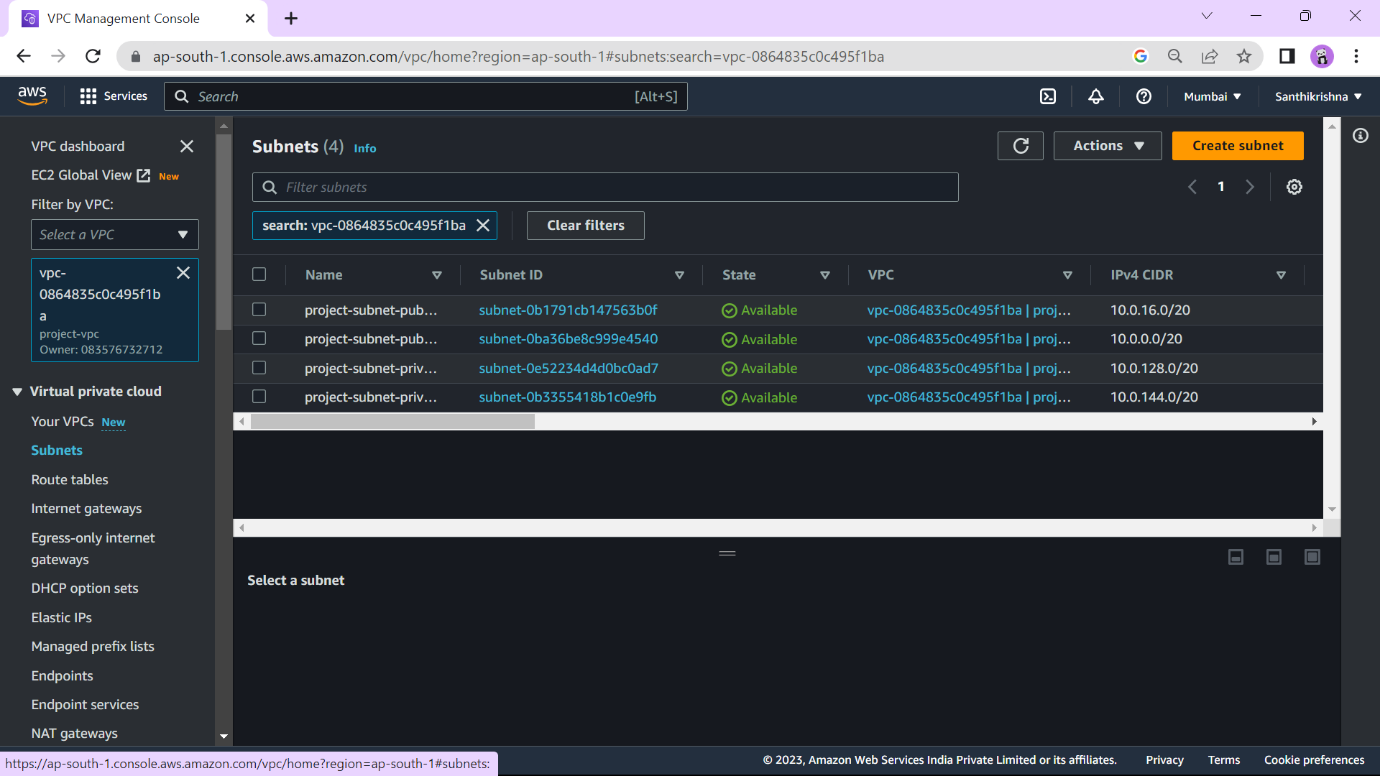 VPC Management Console
ap-south-1.console.aws.amazon.com/vpc/home?region=ap-south-1#subnets:search=vpc-0864835c0c495f1ba
aws Services Search [Alt+S] Mumbai Santhikrishna
VPC dashboard
EC2 Global View New
Filter by VPC:
Select a VPC
vpc-
0864835c0c495f1b
a
project-vpc
Owner: 083576732712
Virtual private cloud
Your VPCs New
Subnets
Route tables
Internet gateways
Egress-only internet
gateways
DHCP option sets
Elastic IPs
Managed prefix lists
Endpoints
Endpoint services
NAT gateways
Subnets (4) Info
Actions Create subnet
Filter subnets
1
search: vpc-0864835c0c495f1ba Clear filters
Name Subnet ID State VPC IPv4 CIDR
project-subnet-pub... subnet-0b1791cb147563b0f Available vpc-0864835c0c495f1ba | proj... 10.0.16.0/20
project-subnet-pub... subnet-0ba36be8c999e4540 Available vpc-0864835c0c495f1ba | proj... 10.0.0.0/20
project-subnet-priv... subnet-0e52234d4d0bc0ad7 Available vpc-0864835c0c495f1ba | proj... 10.0.128.0/20
project-subnet-priv... subnet-0b3355418b1c0e9fb Available vpc-0864835c0c495f1ba | proj... 10.0.144.0/20
Select a subnet
https://ap-south-1.console.aws.amazon.com/vpc/home?region=ap-south-1#subnets:
© 2023, Amazon Web Services India Private Limited or its affiliates. Privacy Terms Cookie preferences